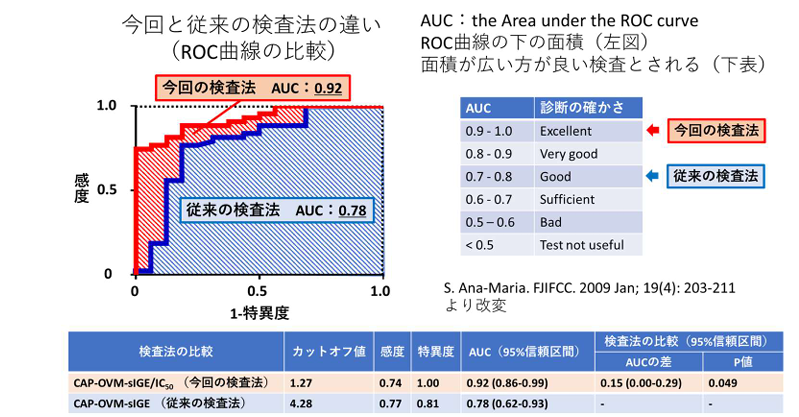 今回と従来の検査法の違い
（ROC曲線の比較）
AUC：the Area under the ROC curve
ROC曲線の下の面積（左図）
面積が広い方が良い検査とされる（下表）
今回の検査法 AUC：0.92
従来の検査法 AUC：0.78
感度
1.0
0.5
0
0 0.5 1.0
1-特異度
AUC 診断の確かさ
0.9 - 1.0 Excellent
0.8 - 0.9 Very good
0.7 - 0.8 Good
0.6 - 0.7 Sufficient
0.5 – 0.6 Bad
< 0.5 Test not useful
今回の検査法
従来の検査法
S. Ana-Maria. FJIFCC. 2009 Jan; 19(4): 203-211
より改変
検査法の比較 カットオフ値 感度 特異度 AUC（95%信頼区間） 検査法の比較（95%信頼区間）
AUCの差 P値
CAP-OVM-sIGE/IC50 （今回の検査法） 1.27 0.74 1.00 0.92 (0.86-0.99) 0.15 (0.00-0.29) 0.049
CAP-OVM-sIGE （従来の検査法） 4.28 0.77 0.81 0.78 (0.62-0.93) - -